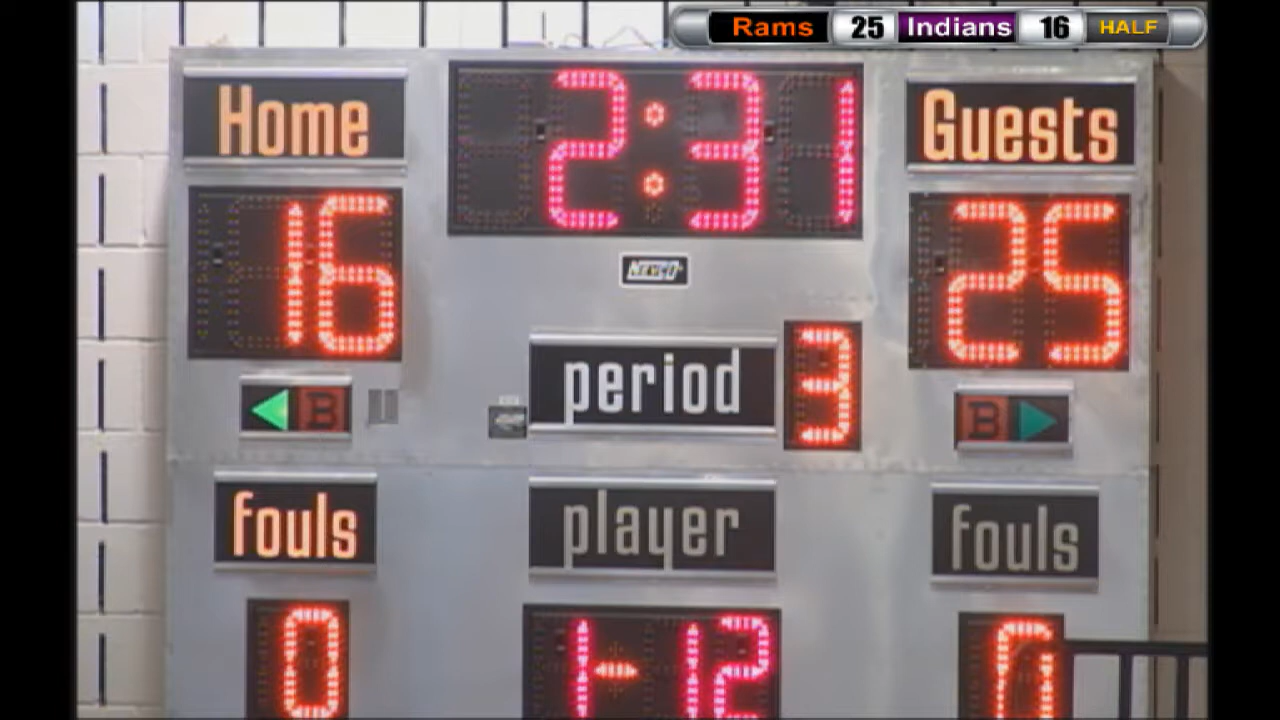 Rams 25 Indians 16 HALF
Home 2:31 Guests
16 25
NEVCO
period 3
B B
fouls player fouls
0 1-12 0